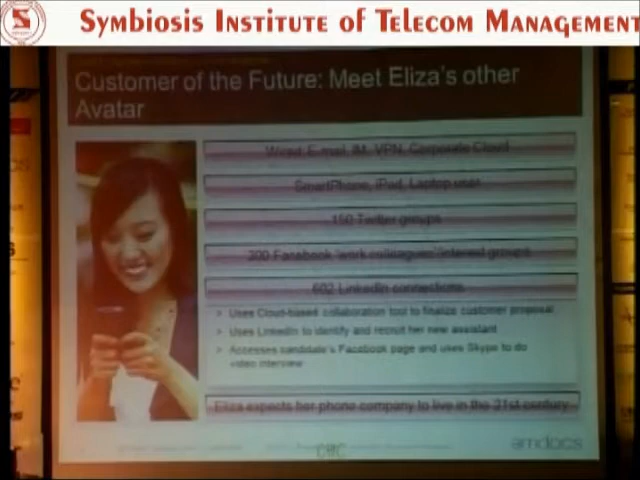 Symbiosis Institute of Telecom Management
Customer of the Future: Meet Eliza's other
Avatar
Wired, E-mail, IM, VPN, Corporate Cloud
SmartPhone, iPad, Laptop user
150 Twitter groups
300 Facebook 'work colleagues'/interest groups
602 LinkedIn connections
> Uses Cloud-based collaboration tool to finalize customer proposal
> Uses LinkedIn to identify and recruit her new assistant
> Accesses candidate's Facebook page and uses Skype to do
video interview
Eliza expects her phone company to live in the 21st century
amdocs